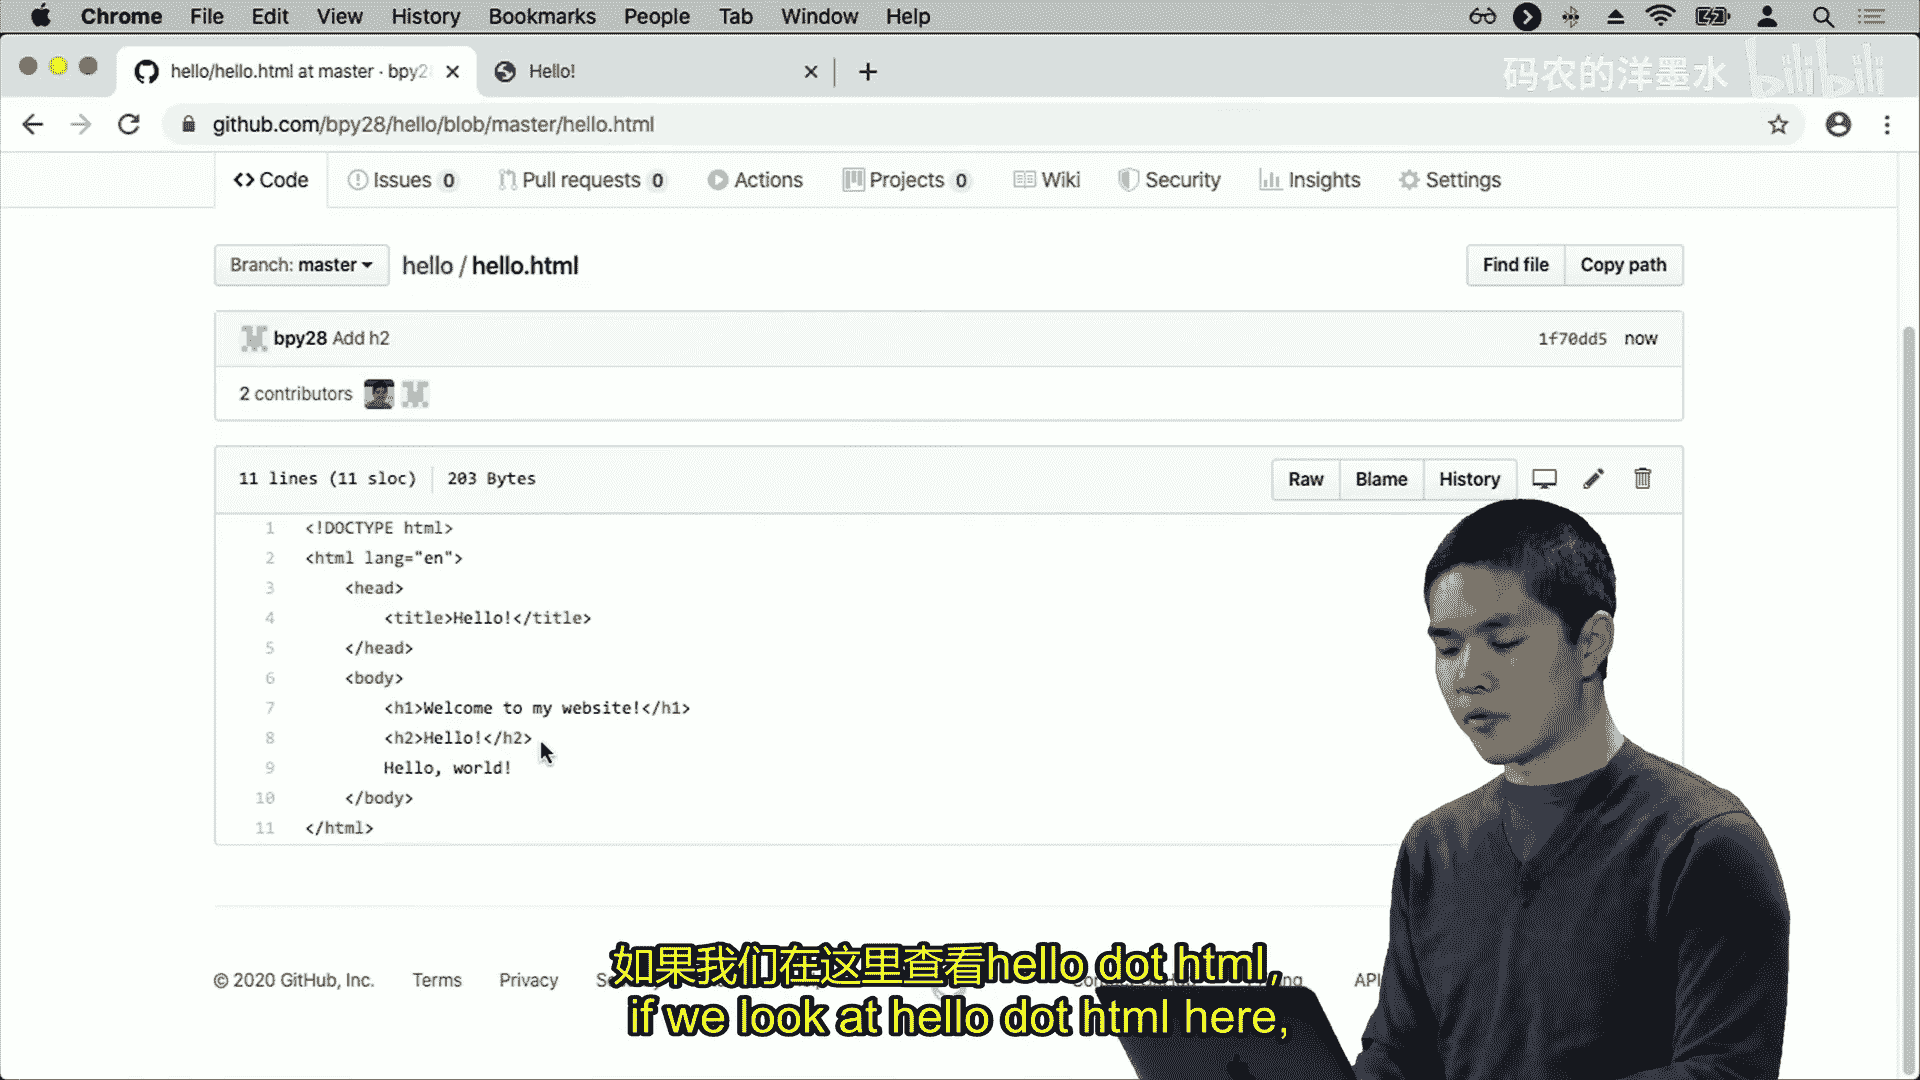 Chrome File Edit View History Bookmarks People Tab Window Help
hello/hello.html at master · bpy2
Hello!
码农的洋墨水 bilibili
github.com/bpy28/hello/blob/master/hello.html
Code Issues 0 Pull requests 0 Actions Projects 0 Wiki Security Insights Settings
Branch: master hello / hello.html Find file Copy path
bpy28 Add h2 1f70dd5 now
2 contributors
11 lines (11 sloc) 203 Bytes Raw Blame History
1 <!DOCTYPE html>
2 <html lang="en">
3 <head>
4 <title>Hello!</title>
5 </head>
6 <body>
7 <h1>Welcome to my website!</h1>
8 <h2>Hello!</h2>
9 Hello, world!
10 </body>
11 </html>
© 2020 GitHub, Inc. Terms Privacy API
如果我们在这里查看hello dot html,
if we look at hello dot html here,